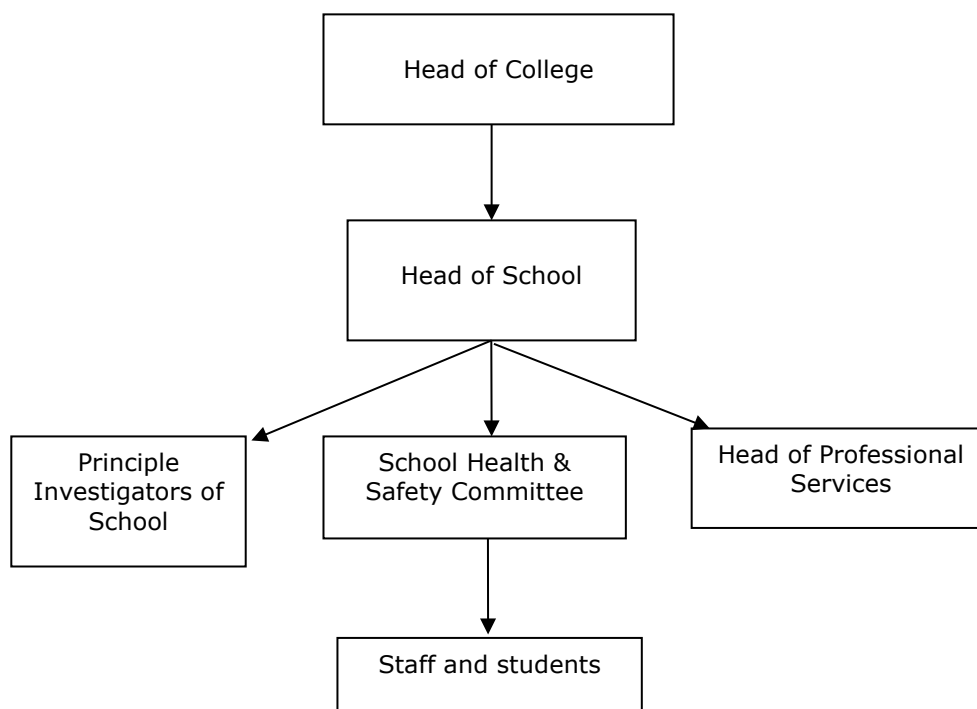 Head of College
Head of School
Principle
Investigators of
School
School Health &
Safety Committee
Head of Professional
Services
Staff and students